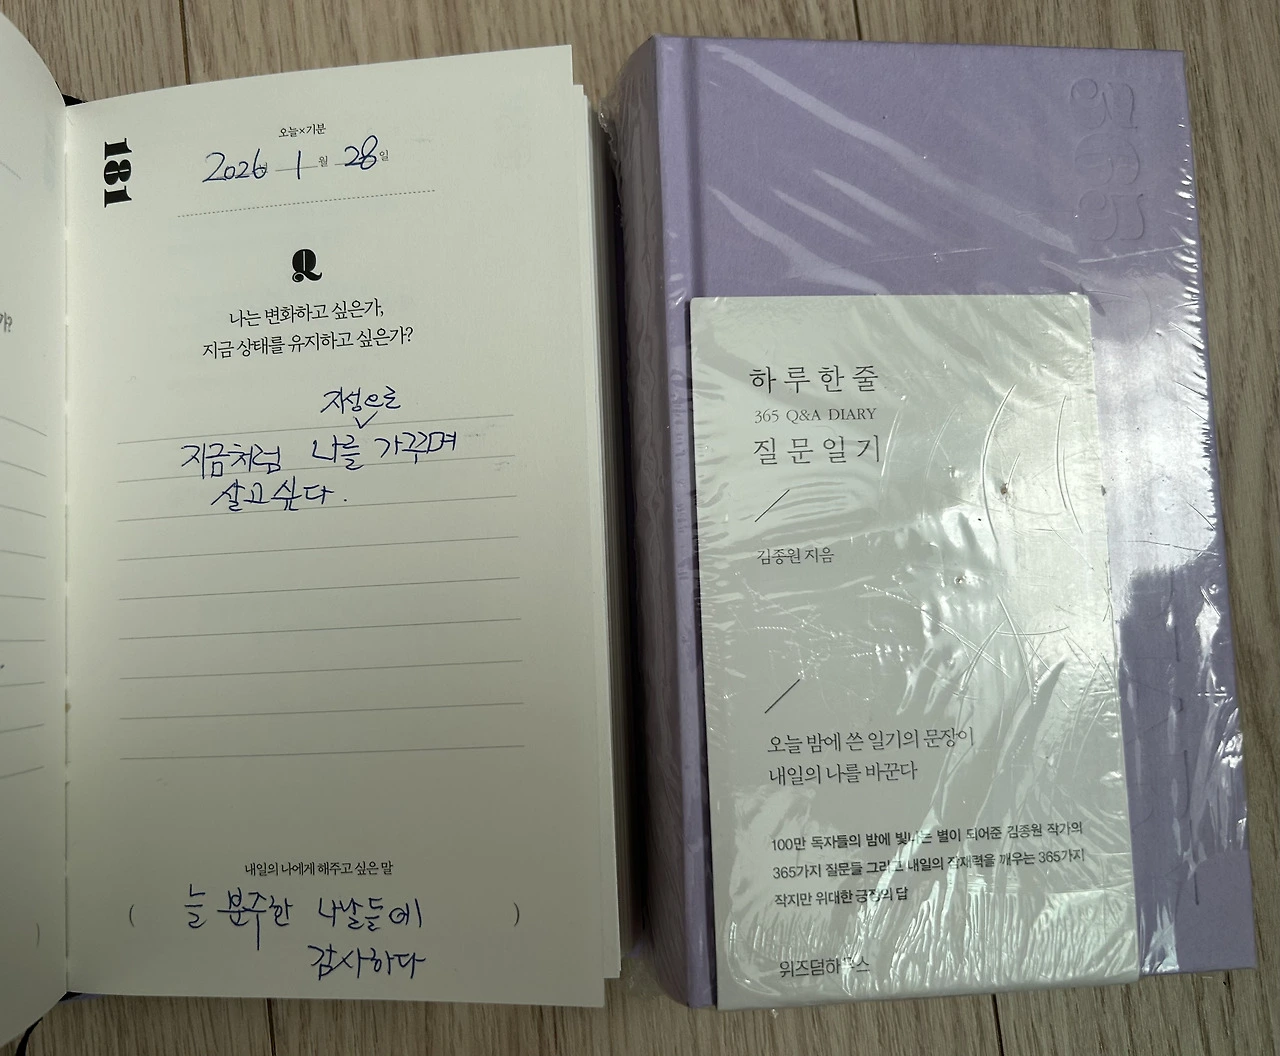 181
오늘×기분
2026년 1월 28일
Q
나는 변화하고 싶은가,
지금 상태를 유지하고 싶은가?
지성으로
지금처럼 나를 가꾸며
살고 싶다.
내일의 나에게 해주고 싶은 말
( 늘 분주한 나날들에 )
감사하다
가?
하루 한 줄
365 Q&A DIARY
질문 일기
김종원 지음
오늘 밤에 쓴 일기의 문장이
내일의 나를 바꾼다
100만 독자들의 밤에 빛나는 별이 되어준 김종원 작가의
365가지 질문들 그리고 내일의 잠재력을 깨우는 365가지
작지만 위대한 긍정의 답
위즈덤하우스